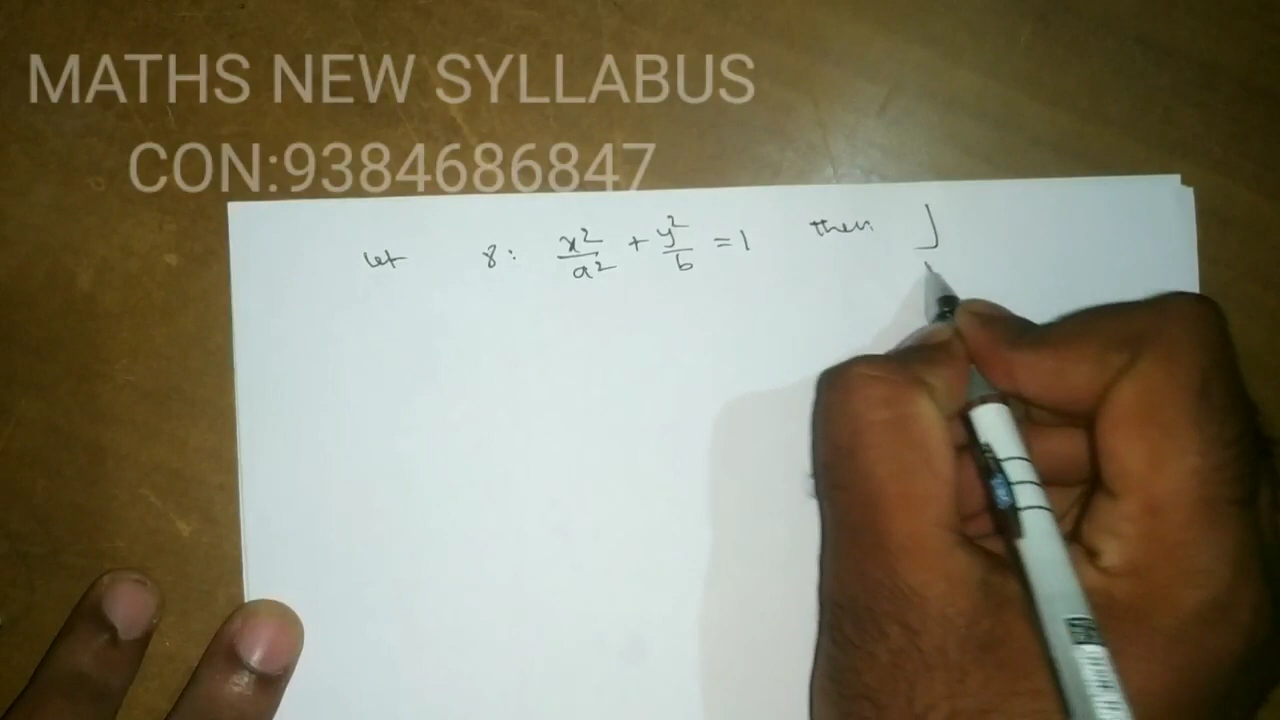 MATHS NEW SYLLABUS
CON:9384686847
Let 8: x²/a² + y²/b = 1 then